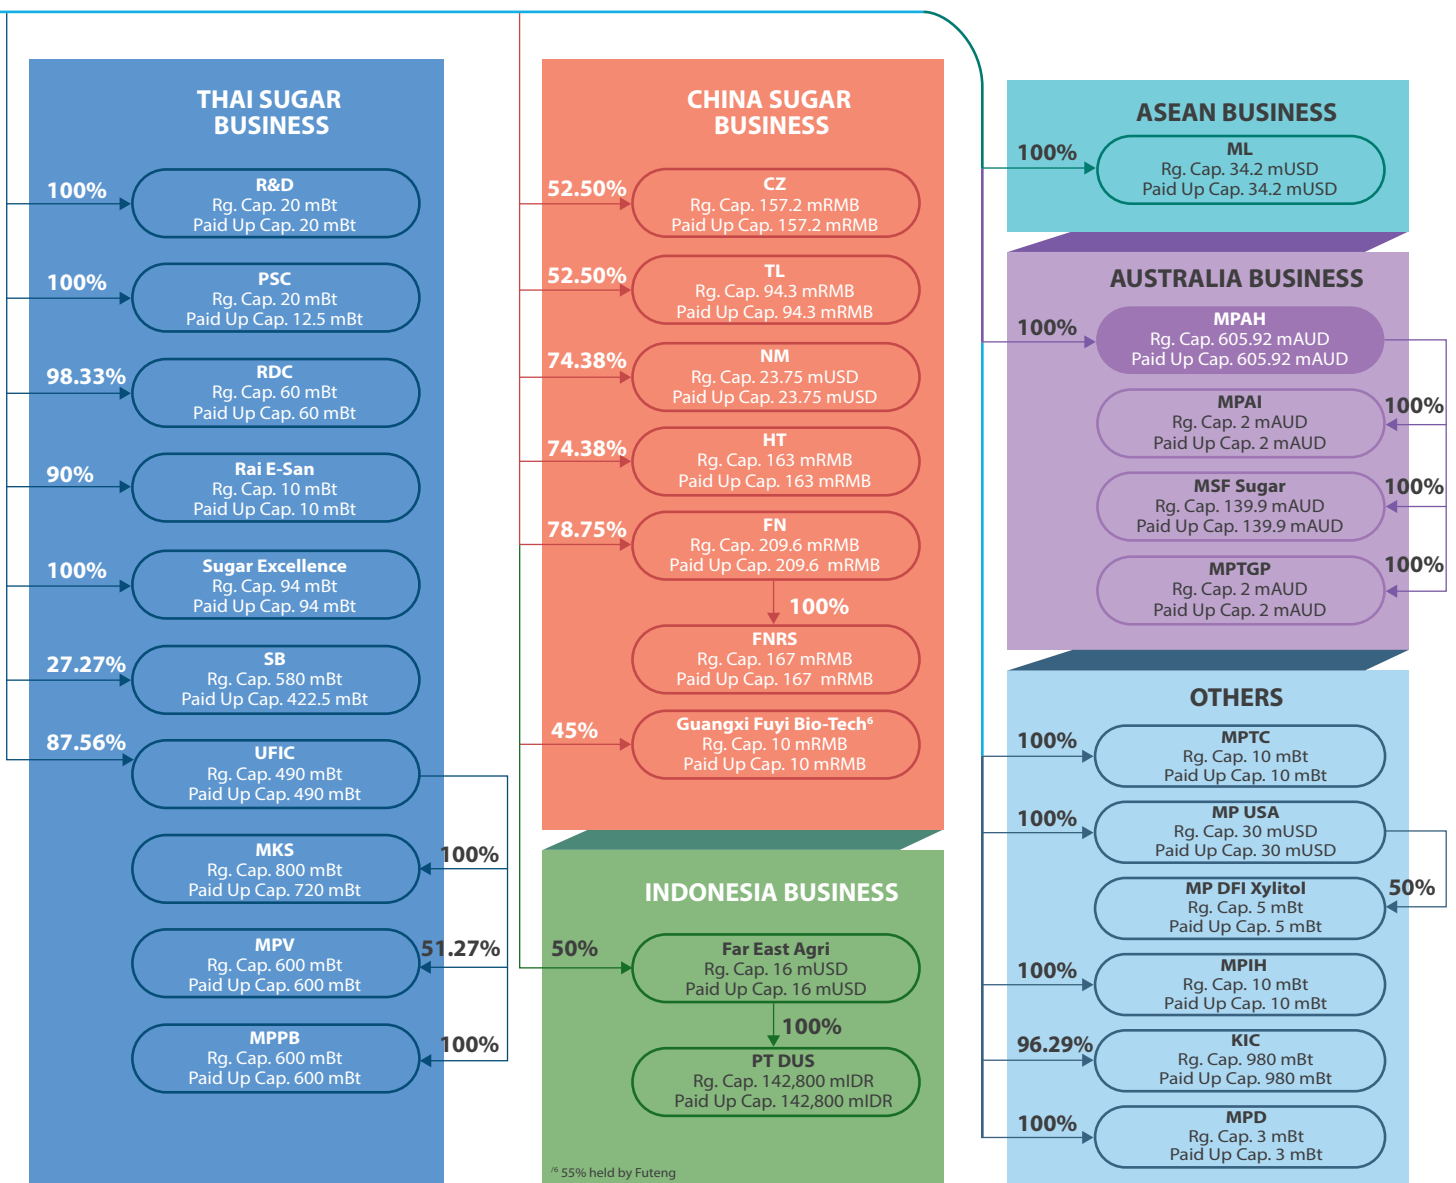 THAI SUGAR
BUSINESS
100%
R&D
Rg. Cap. 20 mBt
Paid Up Cap. 20 mBt
100%
PSC
Rg. Cap. 20 mBt
Paid Up Cap. 12.5 mBt
98.33%
RDC
Rg. Cap. 60 mBt
Paid Up Cap. 60 mBt
90%
Rai E-San
Rg. Cap. 10 mBt
Paid Up Cap. 10 mBt
100%
Sugar Excellence
Rg. Cap. 94 mBt
Paid Up Cap. 94 mBt
27.27%
SB
Rg. Cap. 580 mBt
Paid Up Cap. 422.5 mBt
87.56%
UFIC
Rg. Cap. 490 mBt
Paid Up Cap. 490 mBt
MKS
Rg. Cap. 800 mBt
Paid Up Cap. 720 mBt
100%
MPV
Rg. Cap. 600 mBt
Paid Up Cap. 600 mBt
51.27%
MPPB
Rg. Cap. 600 mBt
Paid Up Cap. 600 mBt
100%
CHINA SUGAR
BUSINESS
52.50%
CZ
Rg. Cap. 157.2 mRMB
Paid Up Cap. 157.2 mRMB
52.50%
TL
Rg. Cap. 94.3 mRMB
Paid Up Cap. 94.3 mRMB
74.38%
NM
Rg. Cap. 23.75 mUSD
Paid Up Cap. 23.75 mUSD
74.38%
HT
Rg. Cap. 163 mRMB
Paid Up Cap. 163 mRMB
78.75%
FN
Rg. Cap. 209.6 mRMB
Paid Up Cap. 209.6 mRMB
100%
FNRS
Rg. Cap. 167 mRMB
Paid Up Cap. 167 mRMB
45%
Guangxi Fuyi Bio-Tech⁶
Rg. Cap. 10 mRMB
Paid Up Cap. 10 mRMB
INDONESIA BUSINESS
50%
Far East Agri
Rg. Cap. 16 mUSD
Paid Up Cap. 16 mUSD
100%
PT DUS
Rg. Cap. 142,800 mIDR
Paid Up Cap. 142,800 mIDR
/⁶ 55% held by Futeng
ASEAN BUSINESS
100%
ML
Rg. Cap. 34.2 mUSD
Paid Up Cap. 34.2 mUSD
AUSTRALIA BUSINESS
100%
MPAH
Rg. Cap. 605.92 mAUD
Paid Up Cap. 605.92 mAUD
MPAI
Rg. Cap. 2 mAUD
Paid Up Cap. 2 mAUD
100%
MSF Sugar
Rg. Cap. 139.9 mAUD
Paid Up Cap. 139.9 mAUD
100%
MPTGP
Rg. Cap. 2 mAUD
Paid Up Cap. 2 mAUD
100%
OTHERS
100%
MPTC
Rg. Cap. 10 mBt
Paid Up Cap. 10 mBt
100%
MP USA
Rg. Cap. 30 mUSD
Paid Up Cap. 30 mUSD
MP DFI Xylitol
Rg. Cap. 5 mBt
Paid Up Cap. 5 mBt
50%
100%
MPIH
Rg. Cap. 10 mBt
Paid Up Cap. 10 mBt
96.29%
KIC
Rg. Cap. 980 mBt
Paid Up Cap. 980 mBt
100%
MPD
Rg. Cap. 3 mBt
Paid Up Cap. 3 mBt